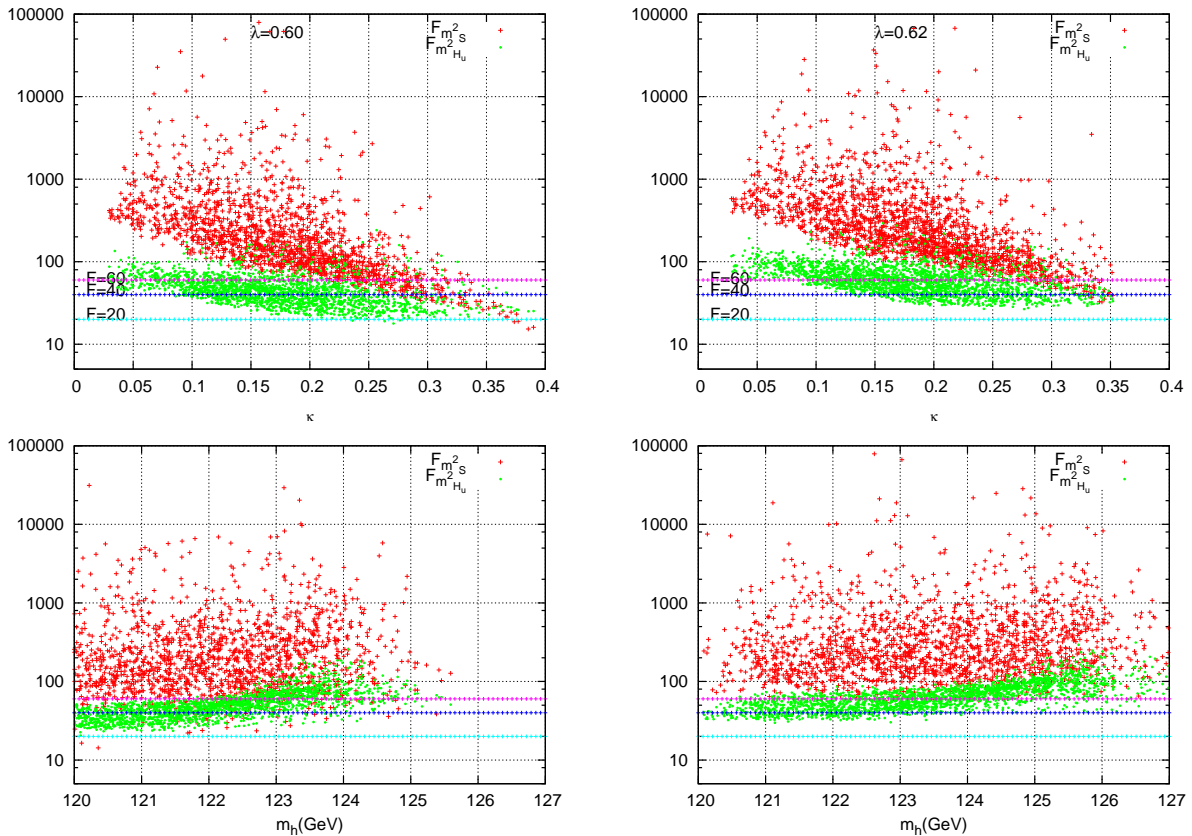 100000
10000
1000
100
10
λ=0.60
F_{m^2_S}
F_{m^2_{H_u}}
F=60
F=40
F=20
0 0.05 0.1 0.15 0.2 0.25 0.3 0.35 0.4
κ
100000
10000
1000
100
10
λ=0.62
F_{m^2_S}
F_{m^2_{H_u}}
F=60
F=40
F=20
0 0.05 0.1 0.15 0.2 0.25 0.3 0.35 0.4
κ
100000
10000
1000
100
10
F_{m^2_S}
F_{m^2_{H_u}}
120 121 122 123 124 125 126 127
m_h(GeV)
100000
10000
1000
100
10
F_{m^2_S}
F_{m^2_{H_u}}
120 121 122 123 124 125 126 127
m_h(GeV)